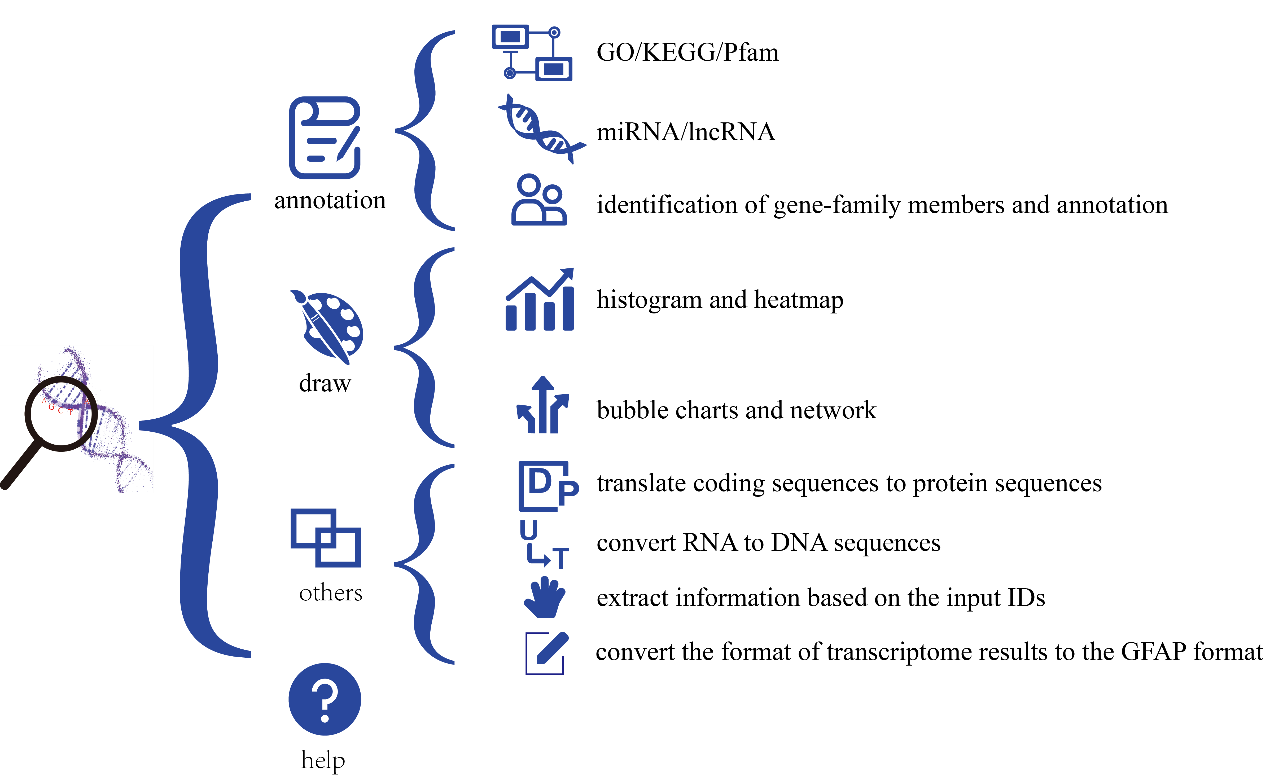 annotation
GO/KEGG/Pfam
miRNA/lncRNA
identification of gene-family members and annotation
draw
histogram and heatmap
bubble charts and network
others
D P
translate coding sequences to protein sequences
U
T
convert RNA to DNA sequences
extract information based on the input IDs
convert the format of transcriptome results to the GFAP format
?
help